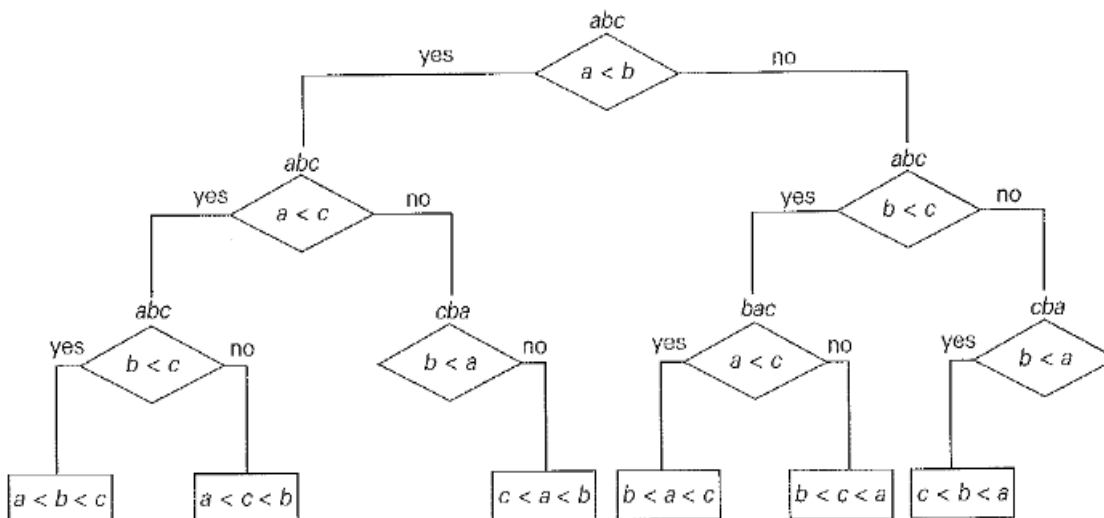 abc
yes
a < b
no
abc
abc
yes
a < c
no
yes
b < c
no
abc
cba
bac
cba
yes
b < c
no
b < a
no
yes
a < c
no
yes
b < a
a < b < c
a < c < b
c < a < b
b < a < c
b < c < a
c < b < a